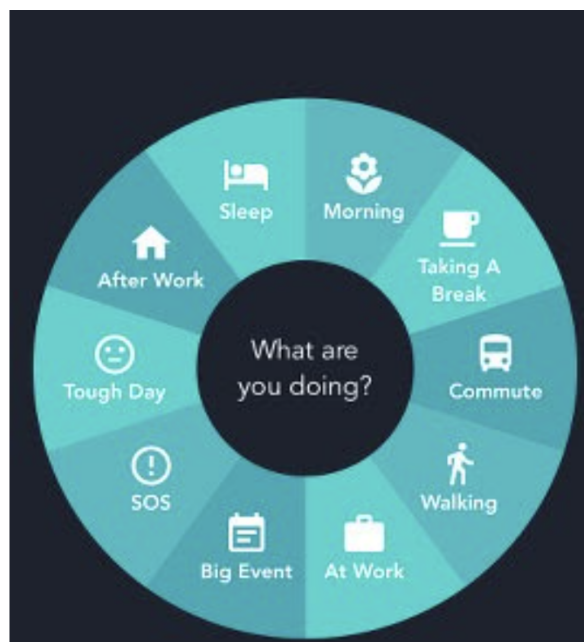 Sleep
Morning
Taking A
Break
Commute
Walking
At Work
Big Event
SOS
Tough Day
After Work
What are
you doing?